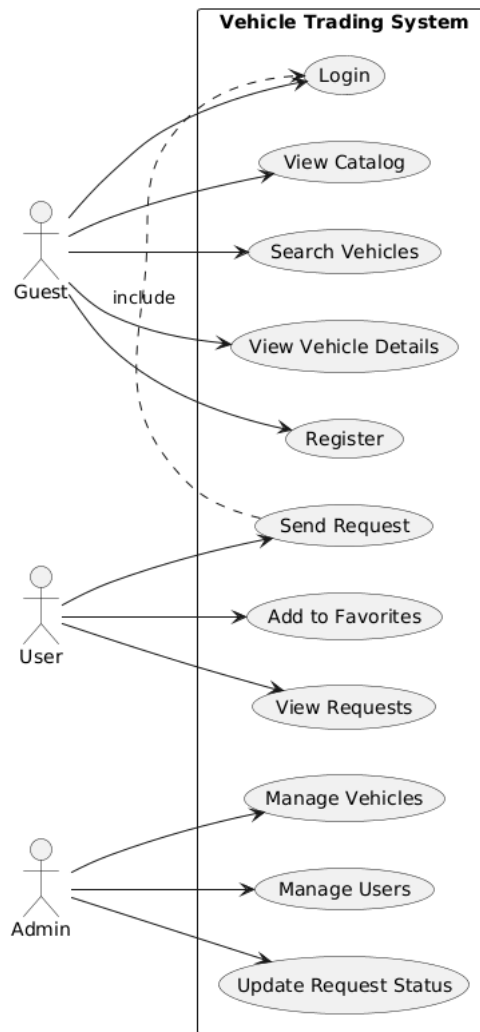 Vehicle Trading System
Login
View Catalog
Search Vehicles
Guest
include
View Vehicle Details
Register
Send Request
Add to Favorites
User
View Requests
Manage Vehicles
Manage Users
Admin
Update Request Status